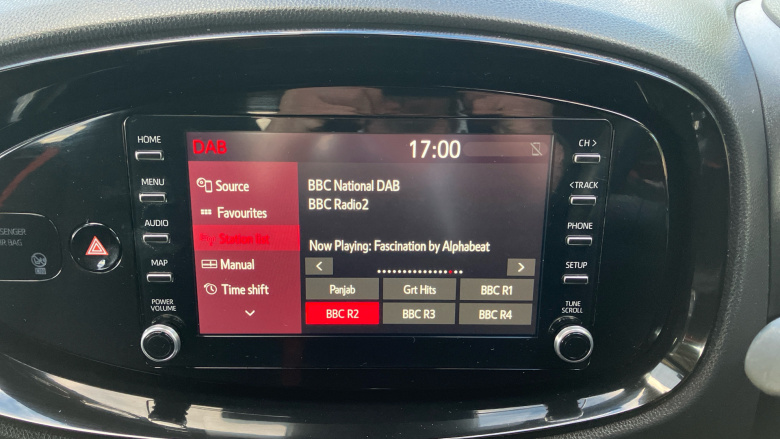 HOME
MENU
AUDIO
MAP
POWER
VOLUME
DAB
17:00
Source
Favourites
Station list
Manual
Time shift
BBC National DAB
BBC Radio2
Now Playing: Fascination by Alphabeat
<
>
Panjab
Grt Hits
BBC R1
BBC R2
BBC R3
BBC R4
CH >
< TRACK
PHONE
SETUP
TUNE
SCROLL
SENGER
BAG